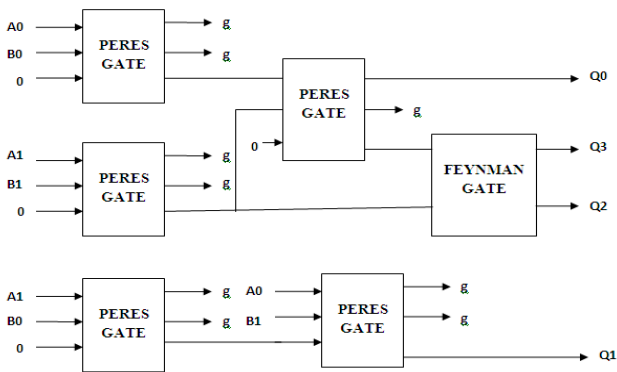 A0
B0
0
PERES
GATE
g
g
PERES
GATE
0
g
Q0
A1
B1
0
PERES
GATE
g
g
FEYNMAN
GATE
Q3
Q2
A1
B0
0
PERES
GATE
g
g
A0
B1
PERES
GATE
g
g
Q1